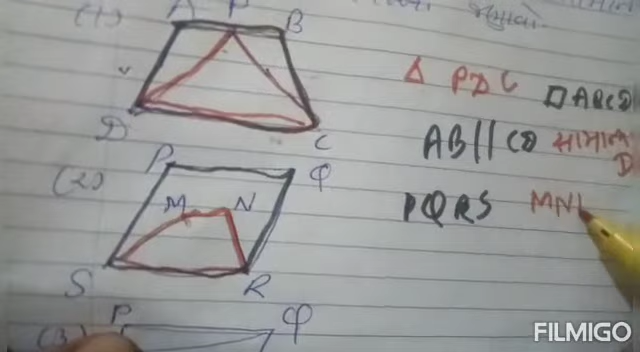 (1)
A P B
D C
△ PDC □ABCD
AB//CD સામાન્ય
D
(2)
P Q
M N
S R
PQRS MN
(3)
P Q
FILMIGO